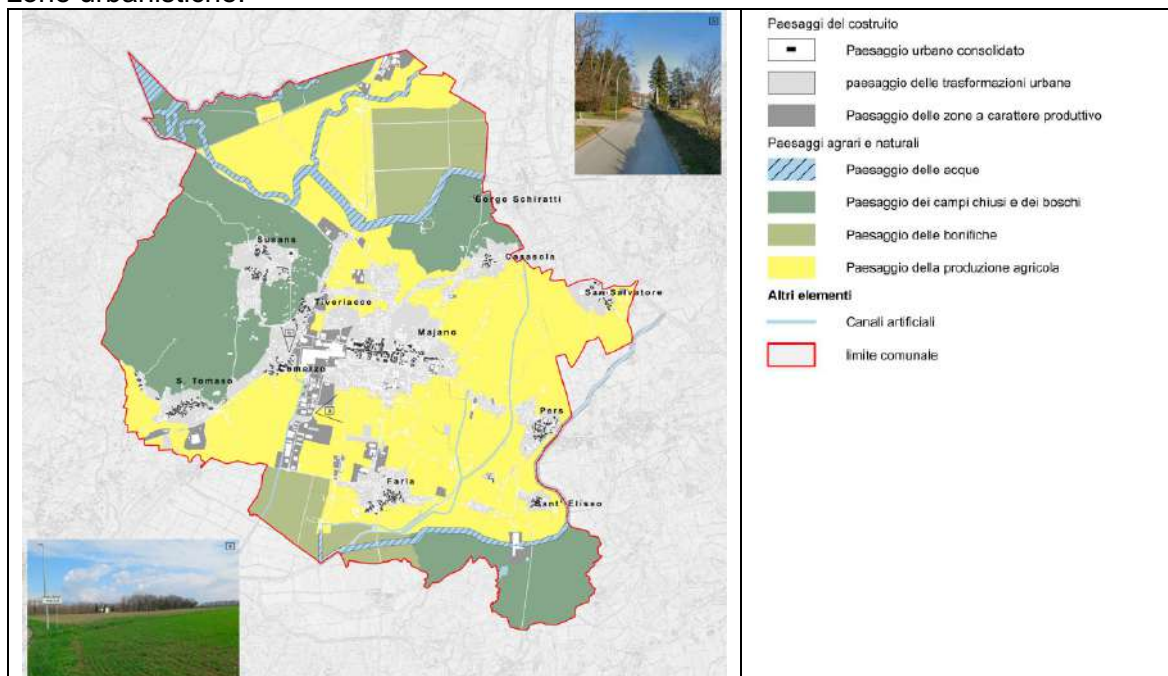 zone urbanistiche.
Borgo Schiratti
Susans
Casasola
San Salvatore
Tiveriacco
Majano
Comerzo
S. Tomaso
Pers
Farla
Sant' Eliseo
Paesaggi del costruito
Paesaggio urbano consolidato
paesaggio delle trasformazioni urbane
Paesaggio delle zone a carattere produttivo
Paesaggi agrari e naturali
Paesaggio delle acque
Paesaggio dei campi chiusi e dei boschi
Paesaggio delle bonifiche
Paesaggio della produzione agricola
Altri elementi
Canali artificiali
limite comunale